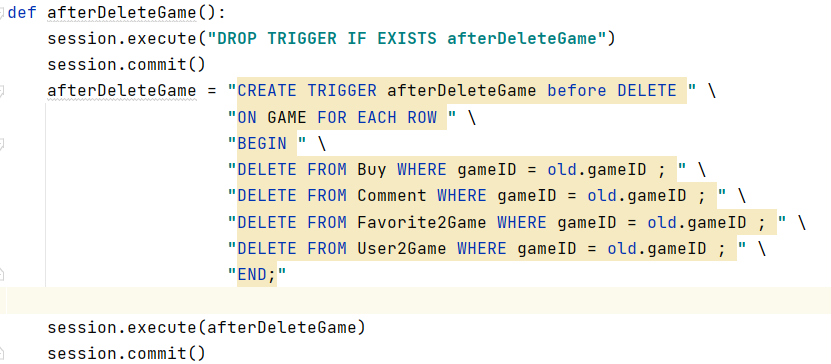 def afterDeleteGame():
    session.execute("DROP TRIGGER IF EXISTS afterDeleteGame")
    session.commit()
    afterDeleteGame = "CREATE TRIGGER afterDeleteGame before DELETE " \
                      "ON GAME FOR EACH ROW " \
                      "BEGIN " \
                      "DELETE FROM Buy WHERE gameID = old.gameID ; " \
                      "DELETE FROM Comment WHERE gameID = old.gameID ; " \
                      "DELETE FROM Favorite2Game WHERE gameID = old.gameID ; " \
                      "DELETE FROM User2Game WHERE gameID = old.gameID ; " \
                      "END;"
    session.execute(afterDeleteGame)
    session.commit()